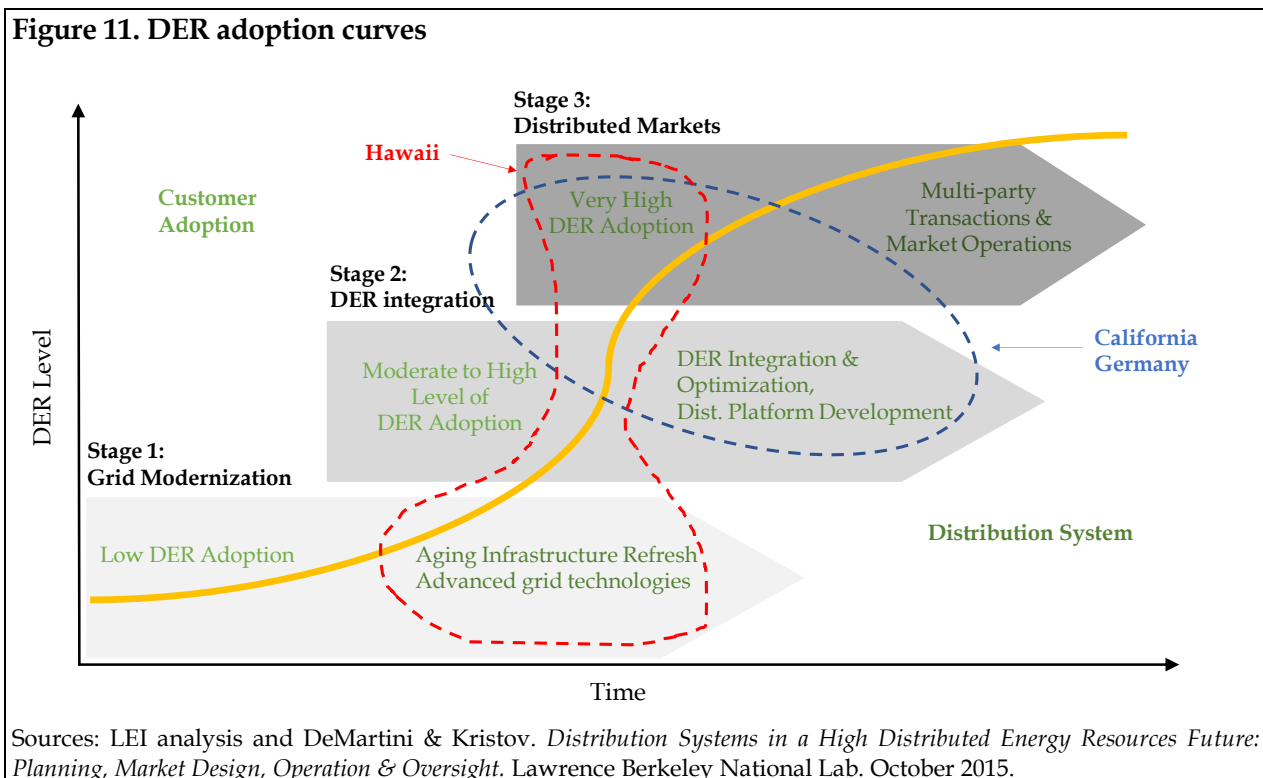 Figure 11. DER adoption curves
Stage 3:
Distributed Markets
Hawaii
Customer
Adoption
Very High
DER Adoption
Multi-party
Transactions &
Market Operations
Stage 2:
DER integration
DER Level
Moderate to High
Level of
DER Adoption
DER Integration &
Optimization,
Dist. Platform Development
California
Germany
Stage 1:
Grid Modernization
Low DER Adoption
Aging Infrastructure Refresh
Advanced grid technologies
Distribution System
Time
Sources: LEI analysis and DeMartini & Kristov. Distribution Systems in a High Distributed Energy Resources Future:
Planning, Market Design, Operation & Oversight. Lawrence Berkeley National Lab. October 2015.